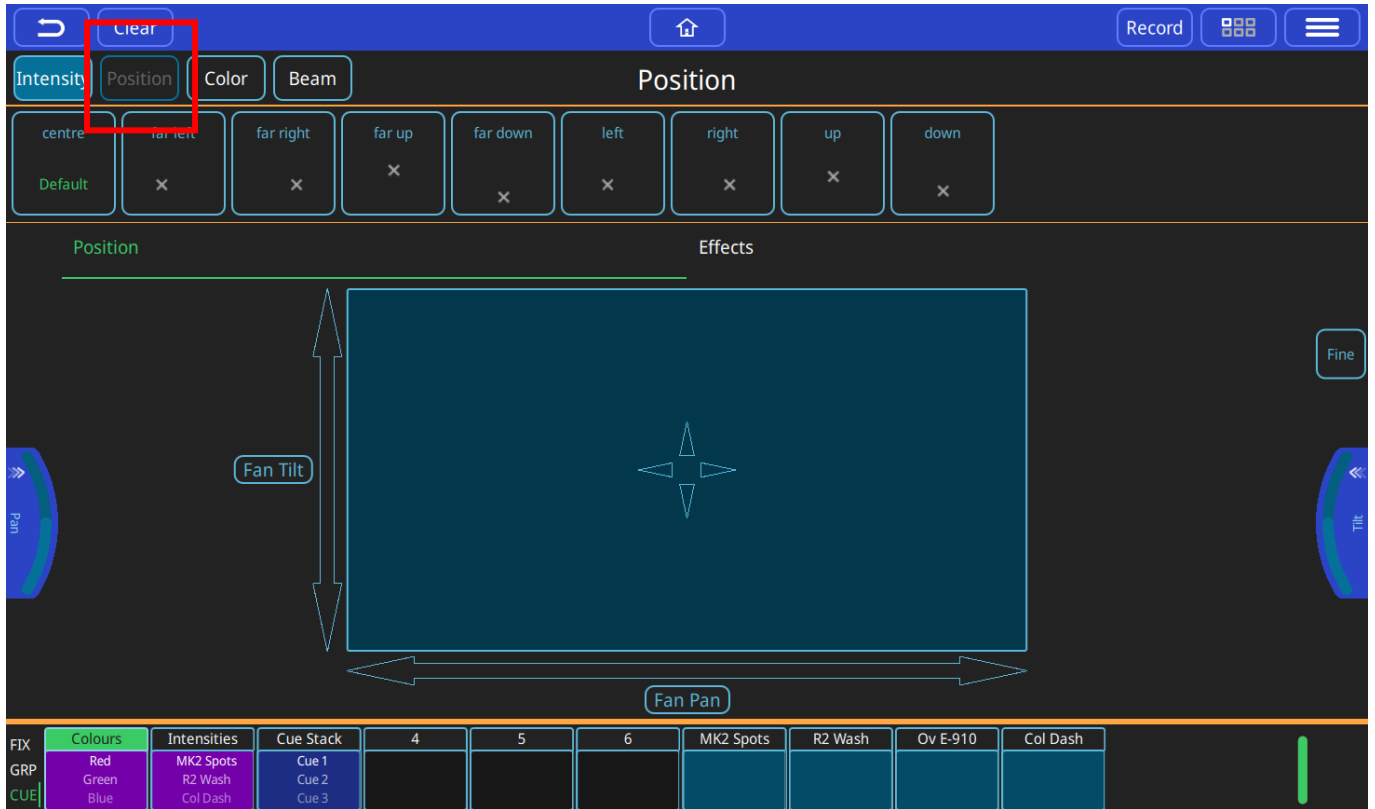 Clear
Record
Intensity
Position
Color
Beam
Position
centre
far left
far right
far up
far down
left
right
up
down
Default
Position
Effects
Fine
Fan Tilt
Pan
Tilt
Fan Pan
FIX
GRP
CUE
Colours
Red
Green
Blue
Intensities
MK2 Spots
R2 Wash
Col Dash
Cue Stack
Cue 1
Cue 2
Cue 3
4
5
6
MK2 Spots
R2 Wash
Ov E-910
Col Dash